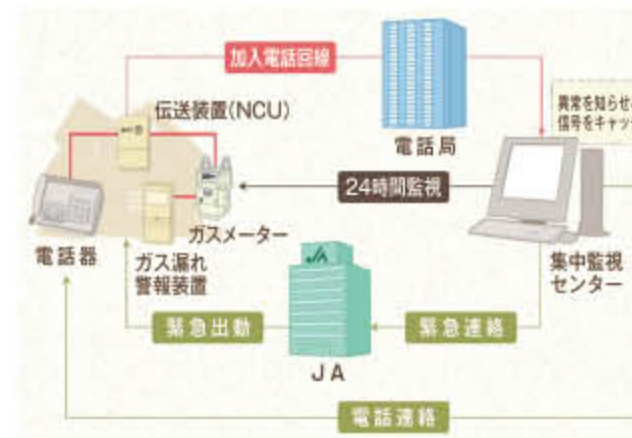 加入電話回線
伝送装置(NCU)
電話局
異常を知らせ
信号をキャッ
24時間監視
電話器
ガスメーター
ガス漏れ
警報装置
集中監視
センター
JA
緊急出動
緊急連絡
JA
電話連絡